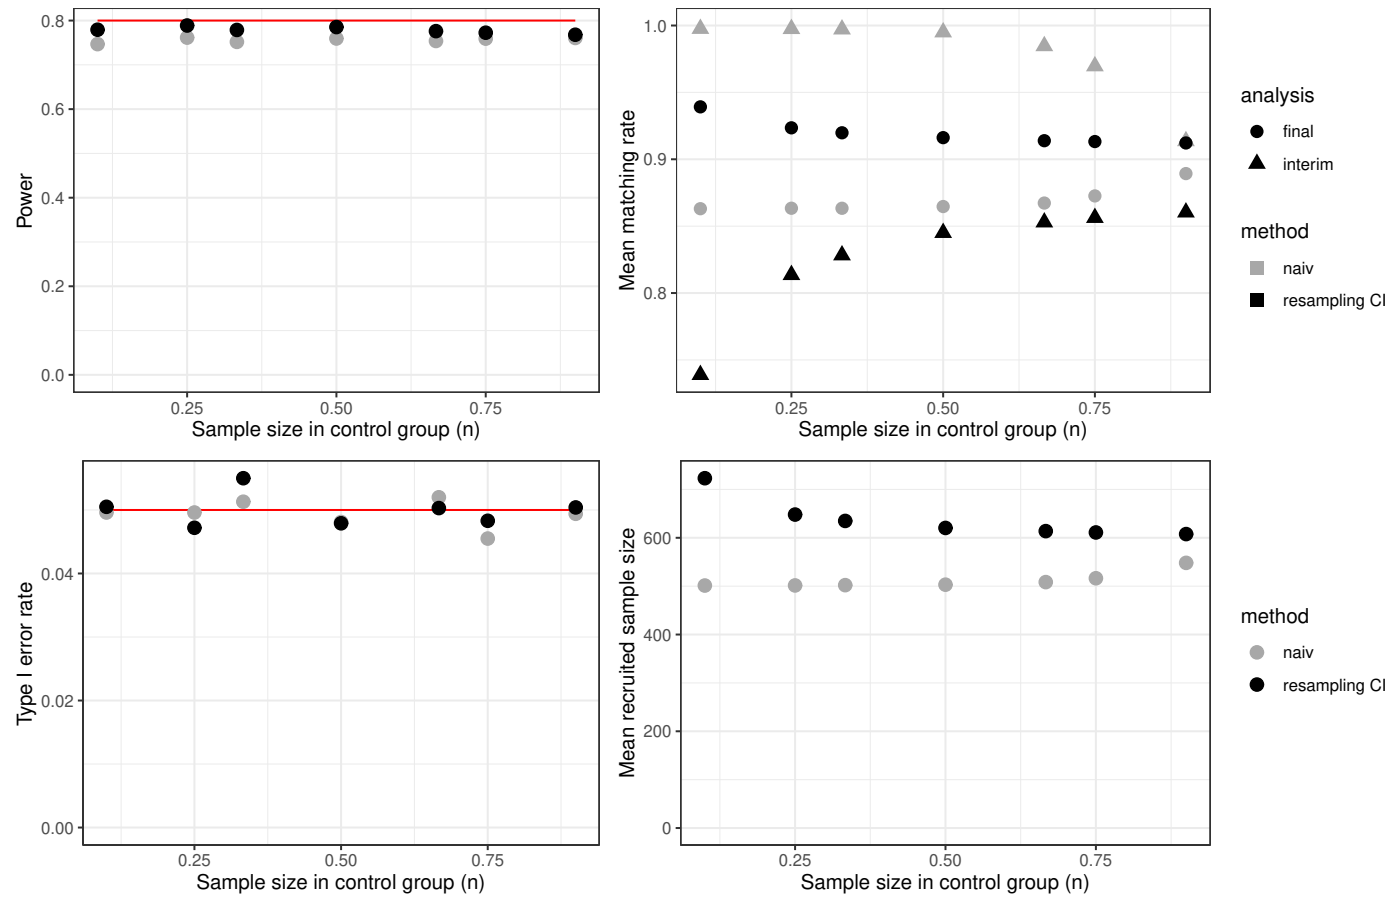 Power
0.8
0.6
0.4
0.2
0.0
0.25 0.50 0.75
Sample size in control group (n)
Mean matching rate
1.0
0.9
0.8
0.25 0.50 0.75
Sample size in control group (n)
analysis
final
interim
method
naiv
resampling CI
Type I error rate
0.04
0.02
0.00
0.25 0.50 0.75
Sample size in control group (n)
Mean recruited sample size
600
400
200
0
0.25 0.50 0.75
Sample size in control group (n)
method
naiv
resampling CI